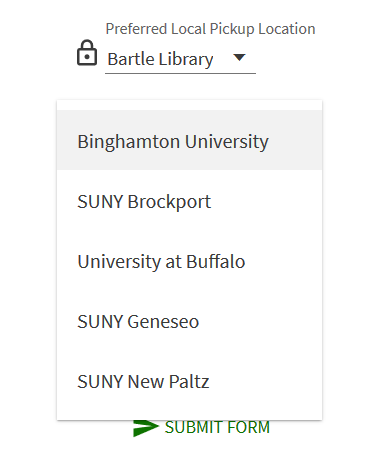 Preferred Local Pickup Location
Bartle Library
Binghamton University
SUNY Brockport
University at Buffalo
SUNY Geneseo
SUNY New Paltz
SUBMIT FORM